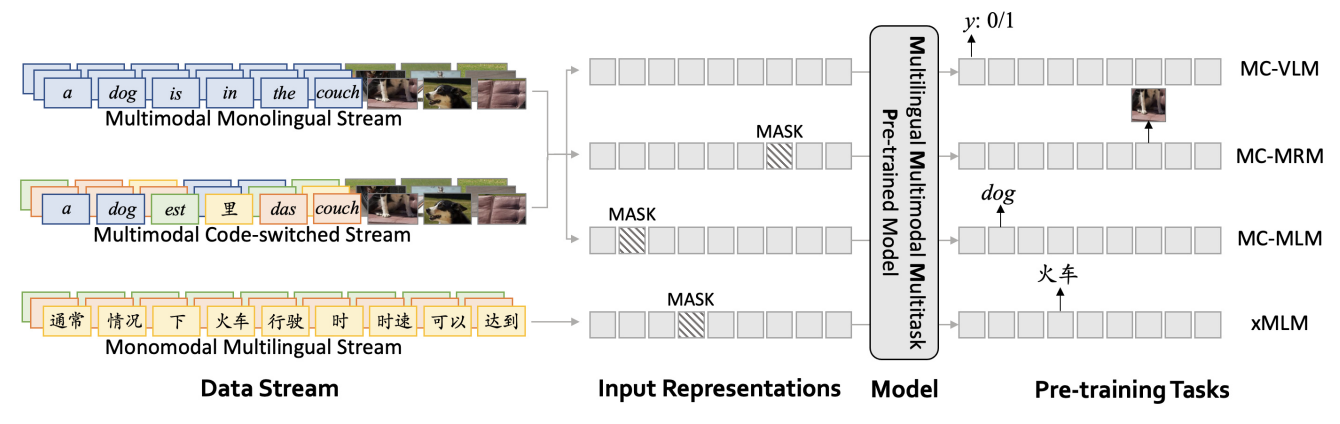 a dog is in the couch
Multimodal Monolingual Stream
a dog est 里 das couch
Multimodal Code-switched Stream
通常 情况 下 火车 行驶 时 时速 可以 达到
Monomodal Multilingual Stream
Data Stream
MASK
MASK
MASK
Input Representations
Multilingual Multimodal Multitask
Pre-trained Model
Model
y: 0/1
MC-VLM
MC-MRM
dog
MC-MLM
火车
xMLM
Pre-training Tasks